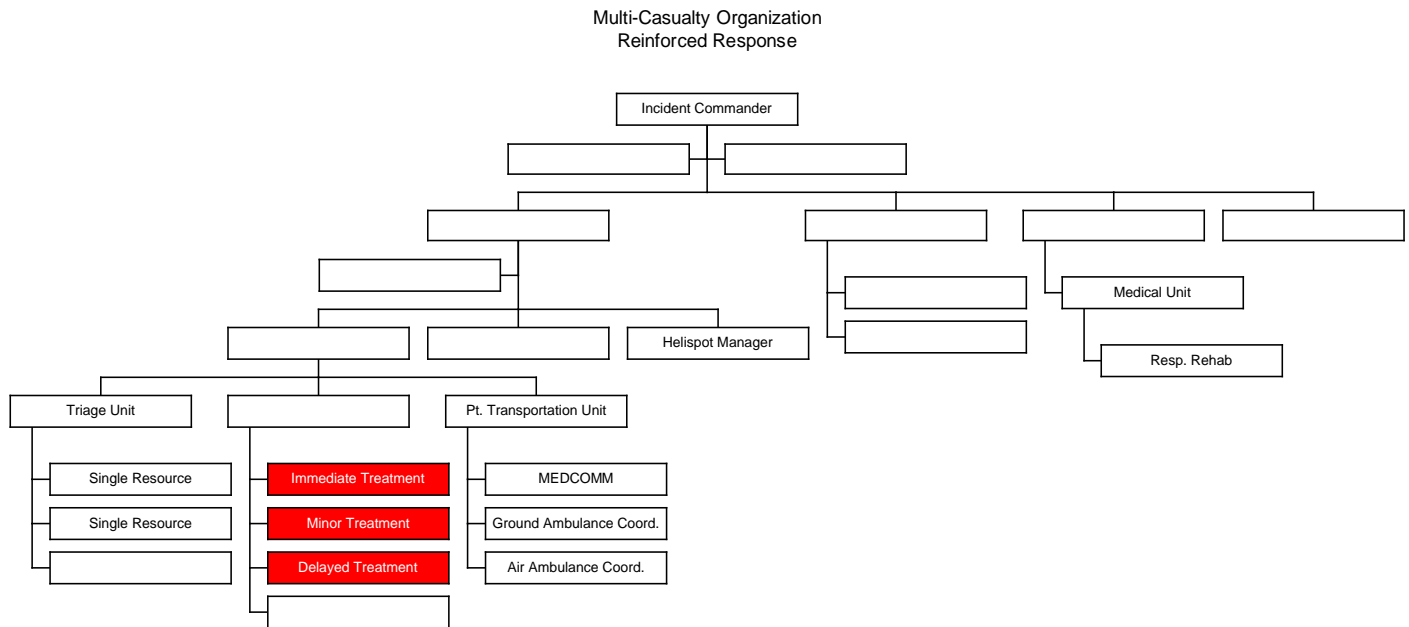 Multi-Casualty Organization
Reinforced Response
Incident Commander
Medical Unit
Helispot Manager
Resp. Rehab
Triage Unit
Pt. Transportation Unit
Single Resource
Immediate Treatment
MEDCOMM
Single Resource
Minor Treatment
Ground Ambulance Coord.
Delayed Treatment
Air Ambulance Coord.